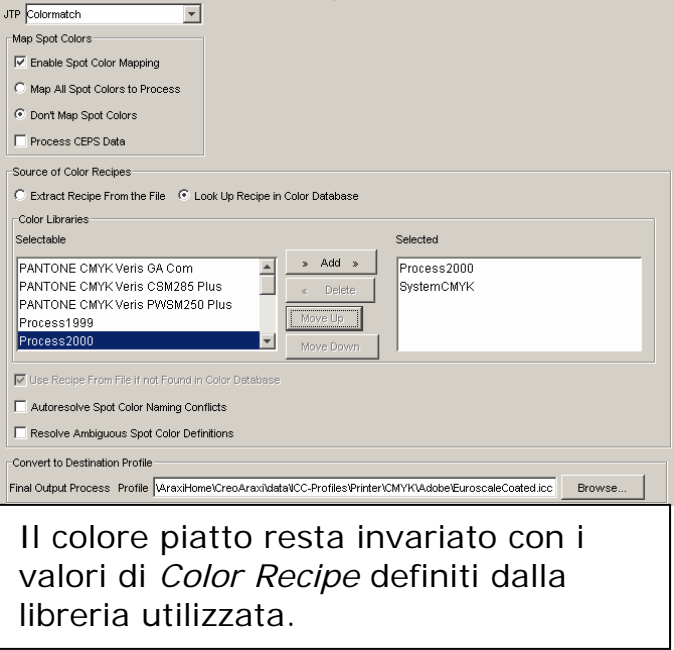 JTP Colormatch
Map Spot Colors
Enable Spot Color Mapping
Map All Spot Colors to Process
Don't Map Spot Colors
Process CEPS Data
Source of Color Recipes
Extract Recipe From the File Look Up Recipe in Color Database
Color Libraries
Selectable Selected
PANTONE CMYK Veris GA Com
PANTONE CMYK Veris CSM285 Plus
PANTONE CMYK Veris PWSM250 Plus
Process1999
Process2000
» Add »
« Delete
Move Up
Move Down
Process2000
SystemCMYK
Use Recipe From File if not Found in Color Database
Autoresolve Spot Color Naming Conflicts
Resolve Ambiguous Spot Color Definitions
Convert to Destination Profile
Final Output Process Profile \AraxiHome\CreoAraxi\data\ICC-Profiles\Printer\CMYK\Adobe\EuroscaleCoated.icc Browse...
Il colore piatto resta invariato con i
valori di Color Recipe definiti dalla
libreria utilizzata.